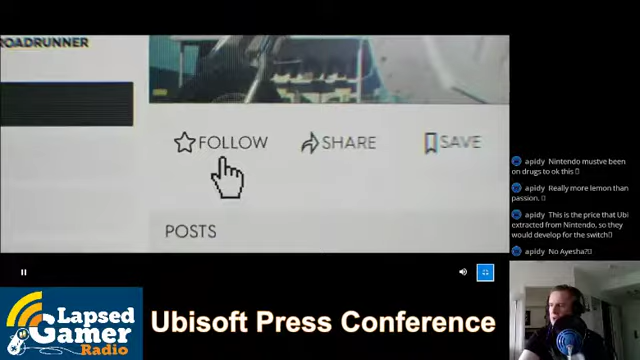 ROADRUNNER
FOLLOW
SHARE
SAVE
POSTS
apidy Nintendo mustve been
on drugs to ok this
apidy Really more lemon than
passion.
apidy This is the price that Ubi
extracted from Nintendo, so they
would develop for the switch
apidy No Ayesha?
Lapsed
Gamer
Radio
Ubisoft Press Conference